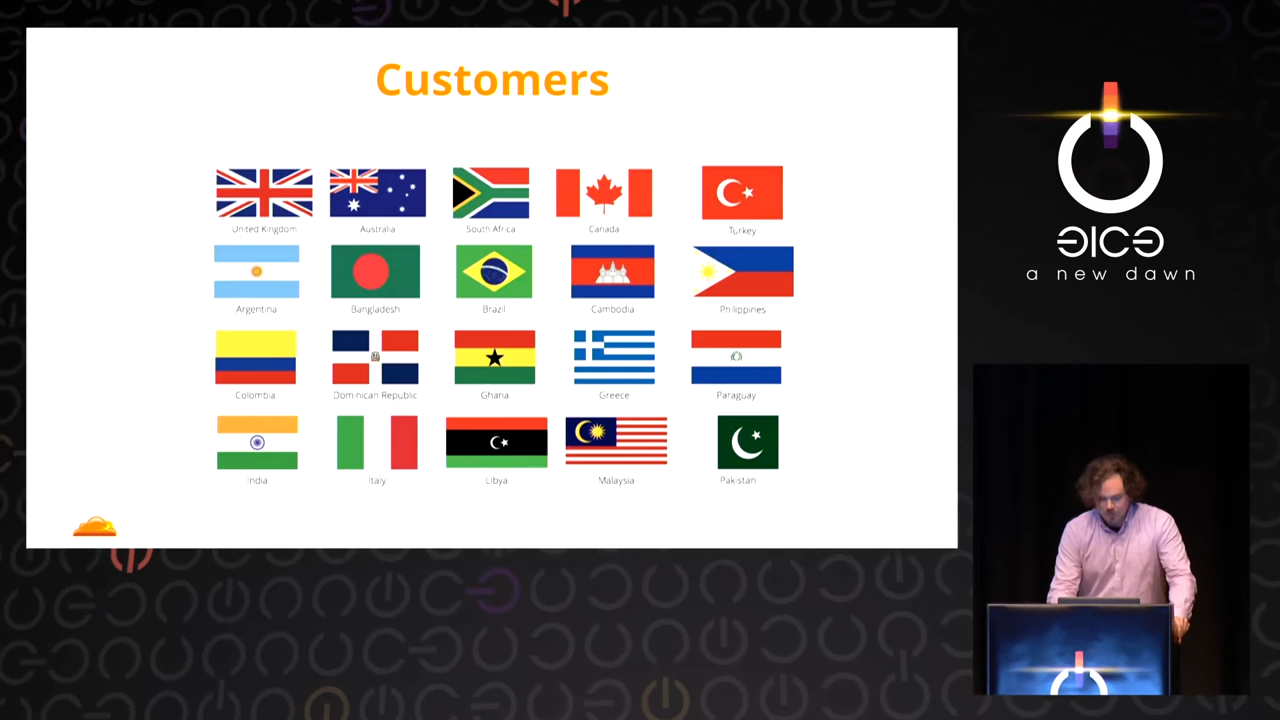 Customers
United Kingdom
Australia
South Africa
Canada
Turkey
Argentina
Bangladesh
Brazil
Cambodia
Philippines
Colombia
Dominican Republic
Ghana
Greece
Paraguay
India
Italy
Libya
Malaysia
Pakistan
a new dawn